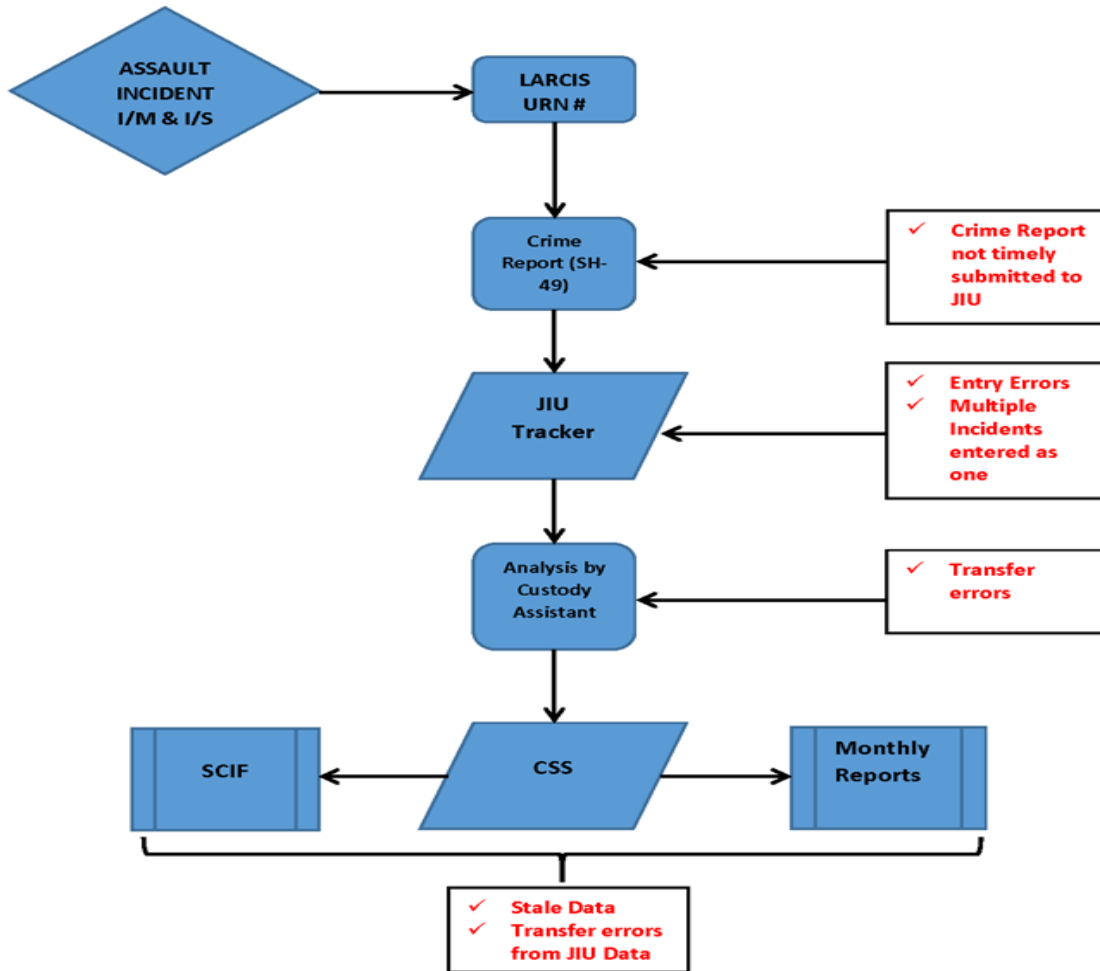 ASSAULT
INCIDENT
I/M & I/S
LARCIS
URN #
Crime
Report (SH-
49)
✓ Crime Report
not timely
submitted to
JIU
JIU
Tracker
✓ Entry Errors
✓ Multiple
Incidents
entered as
one
Analysis by
Custody
Assistant
✓ Transfer
errors
SCIF
CSS
Monthly
Reports
✓ Stale Data
✓ Transfer errors
from JIU Data